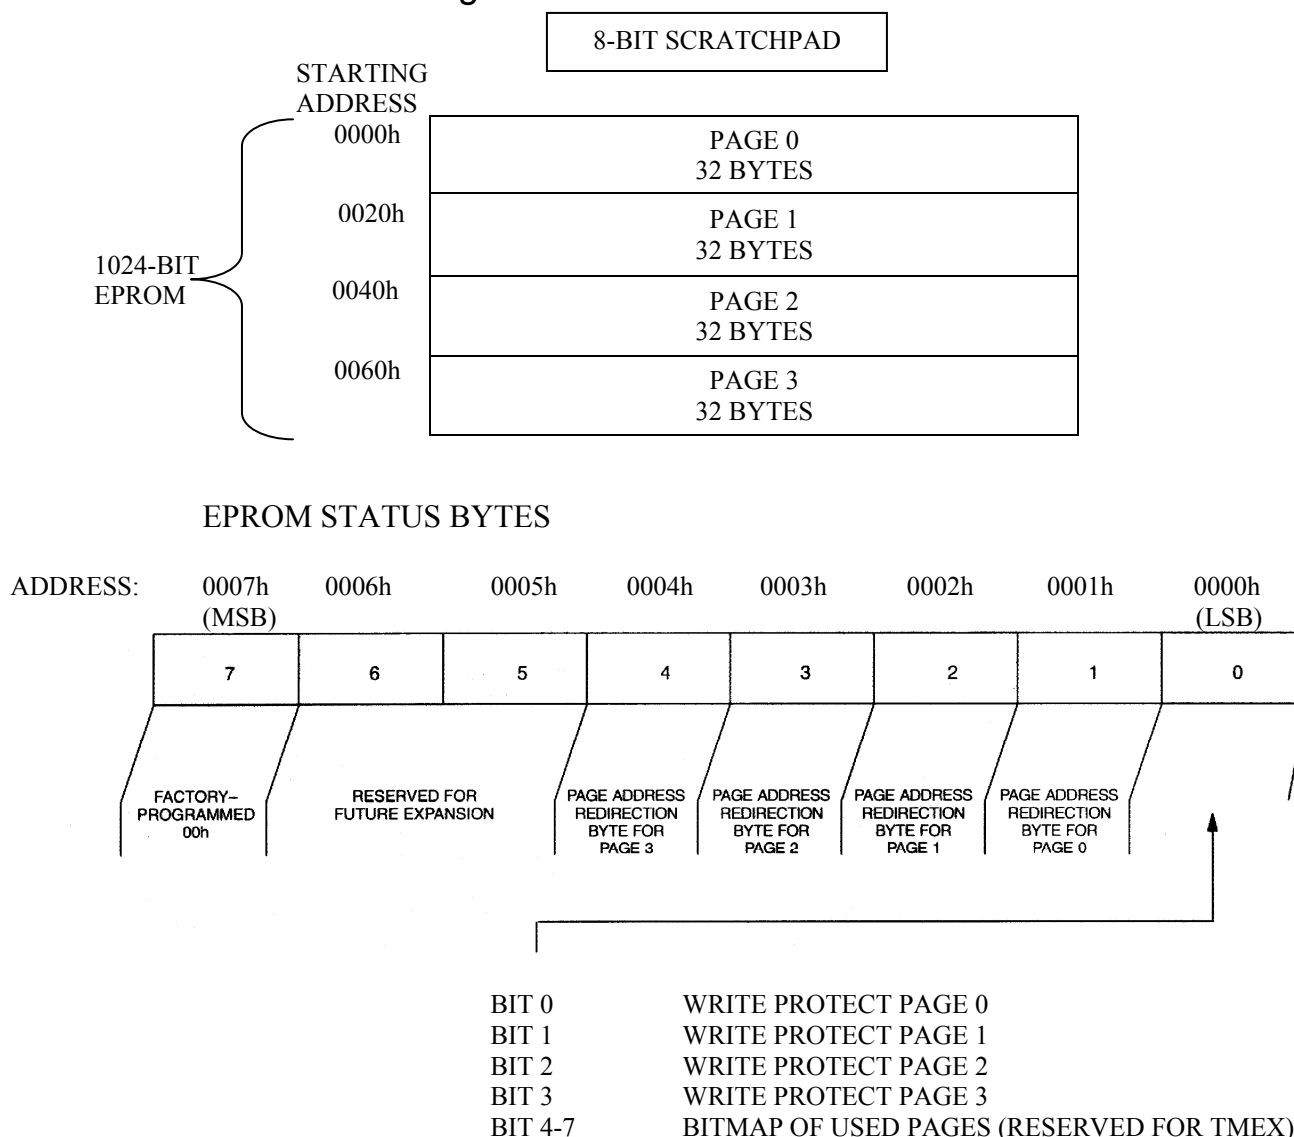 8-BIT SCRATCHPAD
STARTING
ADDRESS
0000h
PAGE 0
32 BYTES
0020h
PAGE 1
32 BYTES
1024-BIT
EPROM
0040h
PAGE 2
32 BYTES
0060h
PAGE 3
32 BYTES
EPROM STATUS BYTES
ADDRESS: 0007h 0006h 0005h 0004h 0003h 0002h 0001h 0000h
(MSB) (LSB)
7 6 5 4 3 2 1 0
FACTORY-
PROGRAMMED
00h
RESERVED FOR
FUTURE EXPANSION
PAGE ADDRESS
REDIRECTION
BYTE FOR
PAGE 3
PAGE ADDRESS
REDIRECTION
BYTE FOR
PAGE 2
PAGE ADDRESS
REDIRECTION
BYTE FOR
PAGE 1
PAGE ADDRESS
REDIRECTION
BYTE FOR
PAGE 0
BIT 0 WRITE PROTECT PAGE 0
BIT 1 WRITE PROTECT PAGE 1
BIT 2 WRITE PROTECT PAGE 2
BIT 3 WRITE PROTECT PAGE 3
BIT 4-7 BITMAP OF USED PAGES (RESERVED FOR TMEX)